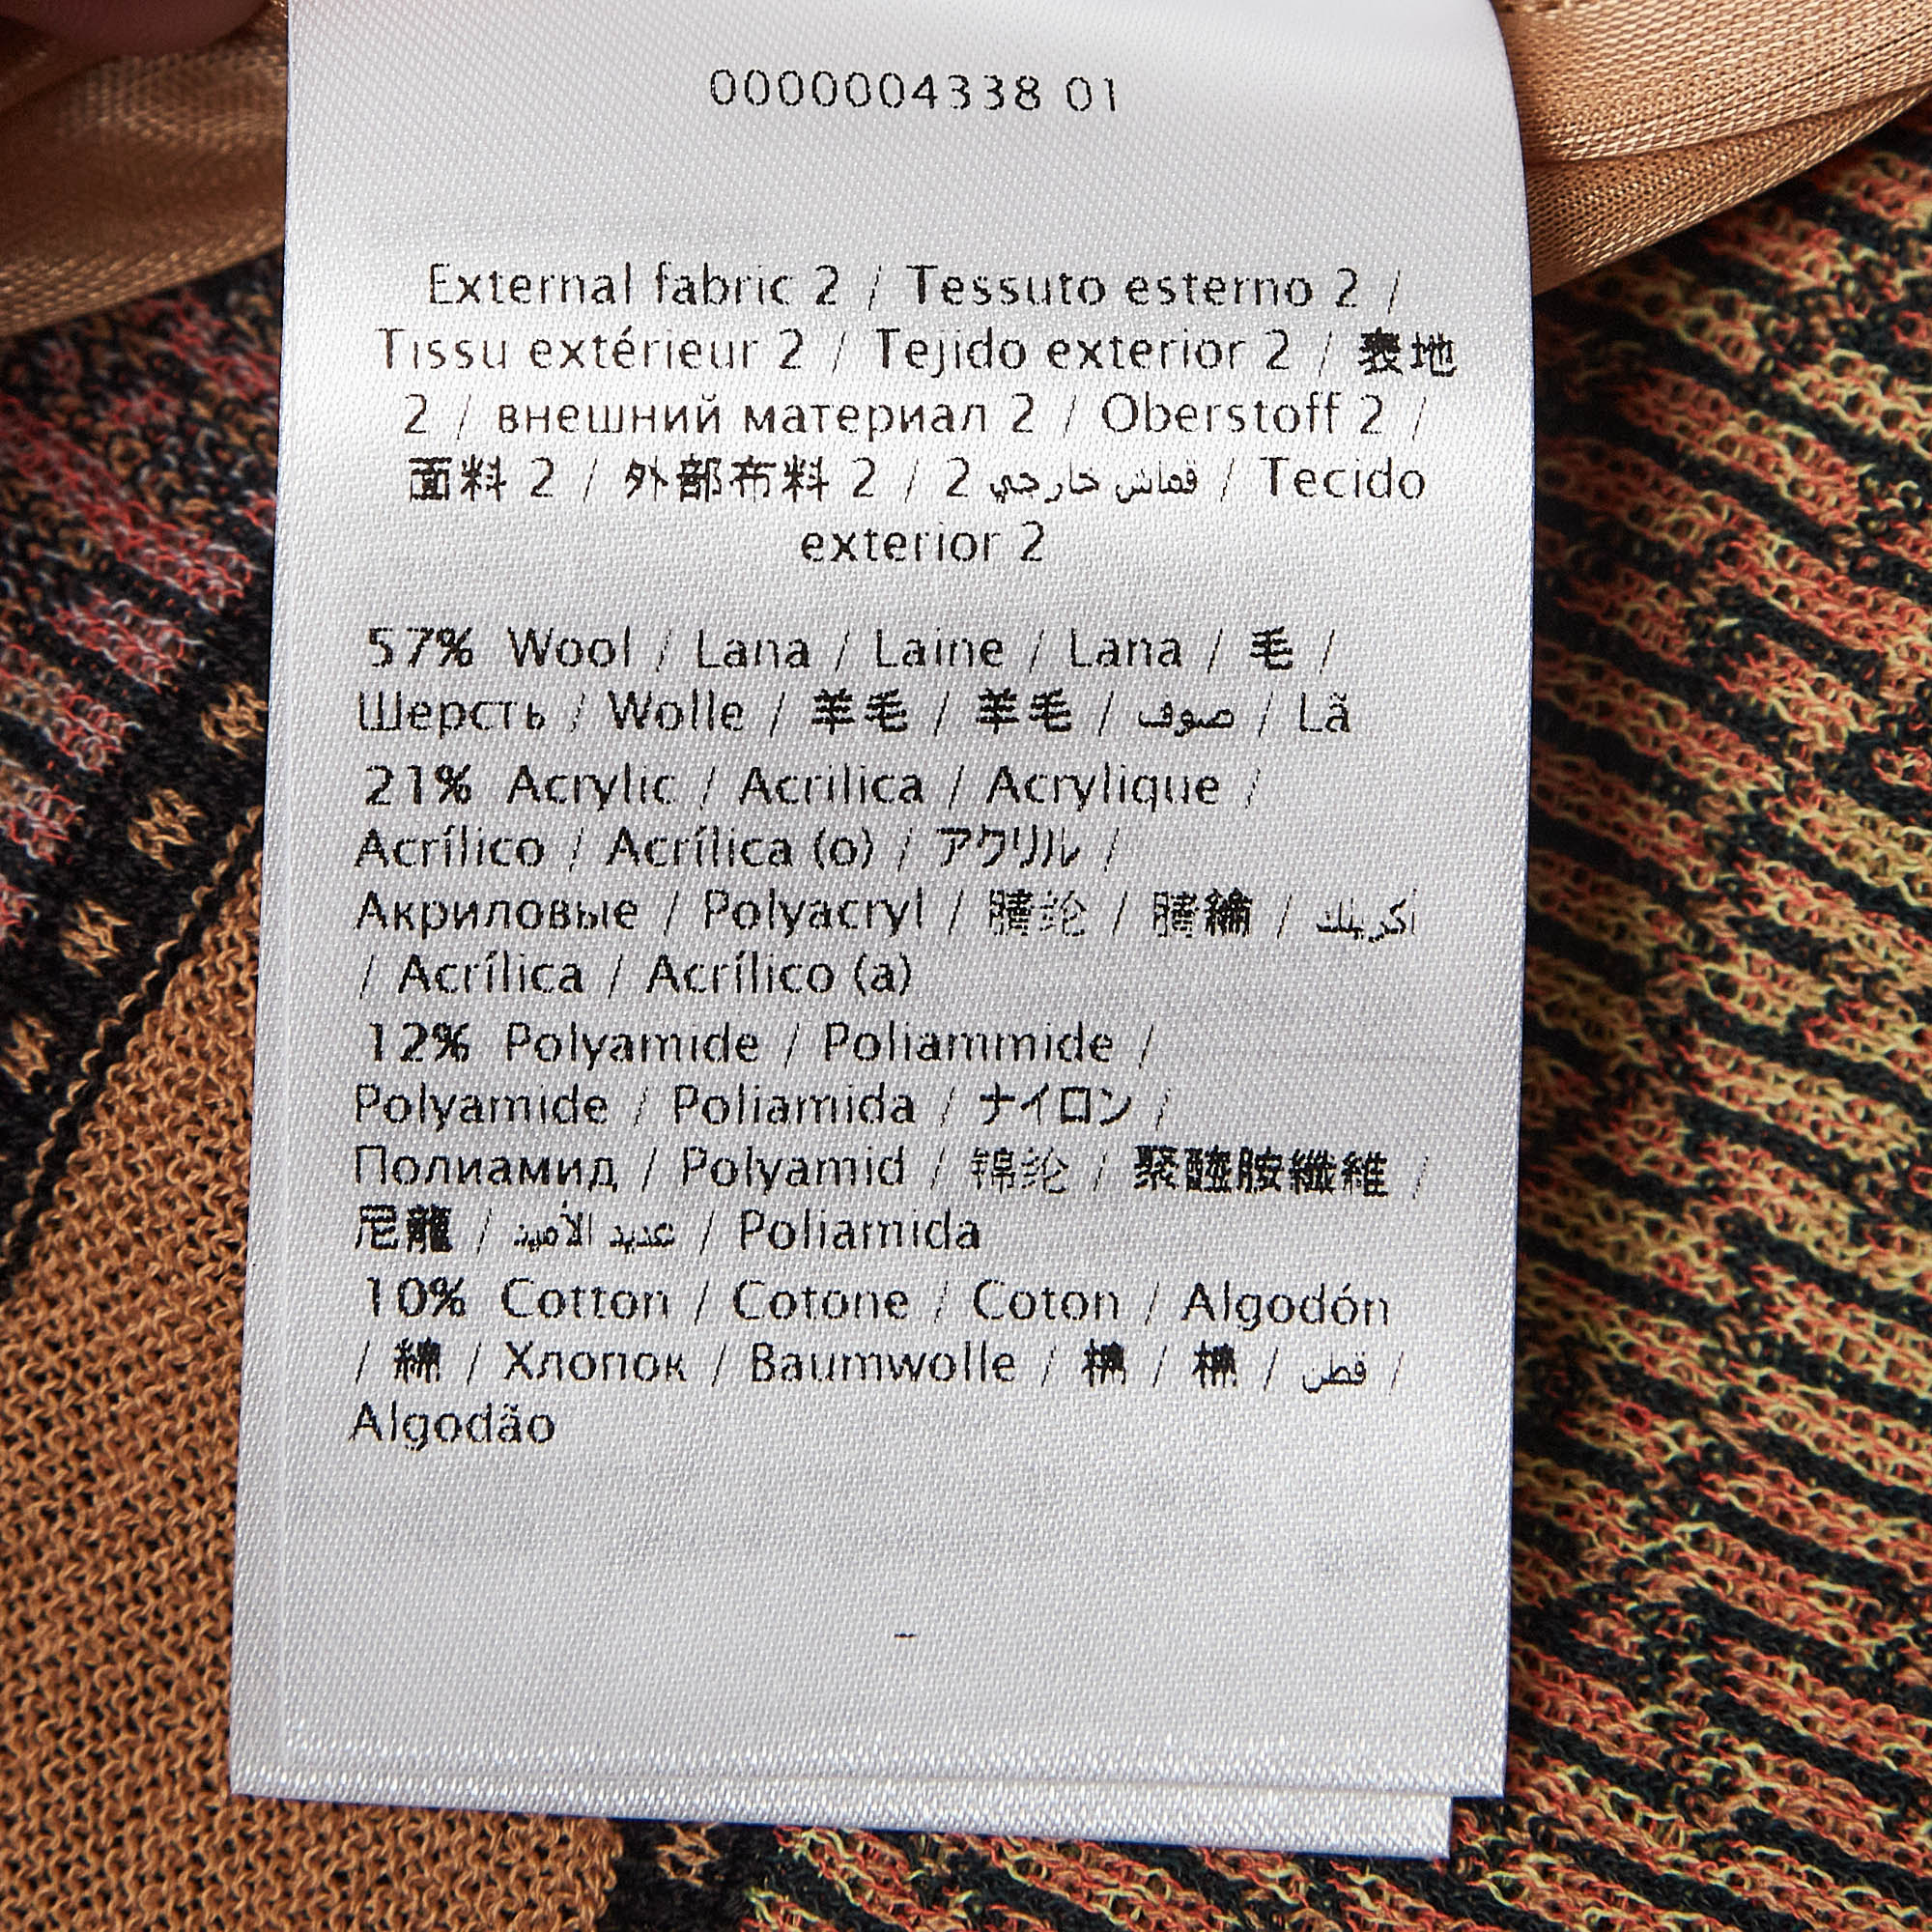 0000004338 01
External fabric 2 / Tessuto esterno 2 /
Tissu extérieur 2 / Tejido exterior 2 / 表地
2 / внешний материал 2 / Oberstoff 2 /
面料 2 / 外部布料 2 / 2 قماش خارجي / Tecido
exterior 2
57% Wool / Lana / Laine / Lana / 毛 /
Шерсть / Wolle / 羊毛 / 羊毛 / صوف / Lã
21% Acrylic / Acrilica / Acrylique /
Acrílico / Acrílica (o) / アクリル /
Акриловые / Polyacryl / 腈纶 / 腈綸 / اكريلك
/ Acrílica / Acrílico (a)
12% Polyamide / Poliammide /
Polyamide / Poliamida / ナイロン /
Полиамид / Polyamid / 锦纶 / 聚醯胺纖維 /
尼龍 / عديد الأميد / Poliamida
10% Cotton / Cotone / Coton / Algodón
/ 綿 / Хлопок / Baumwolle / 棉 / 棉 / قطن /
Algodão
-